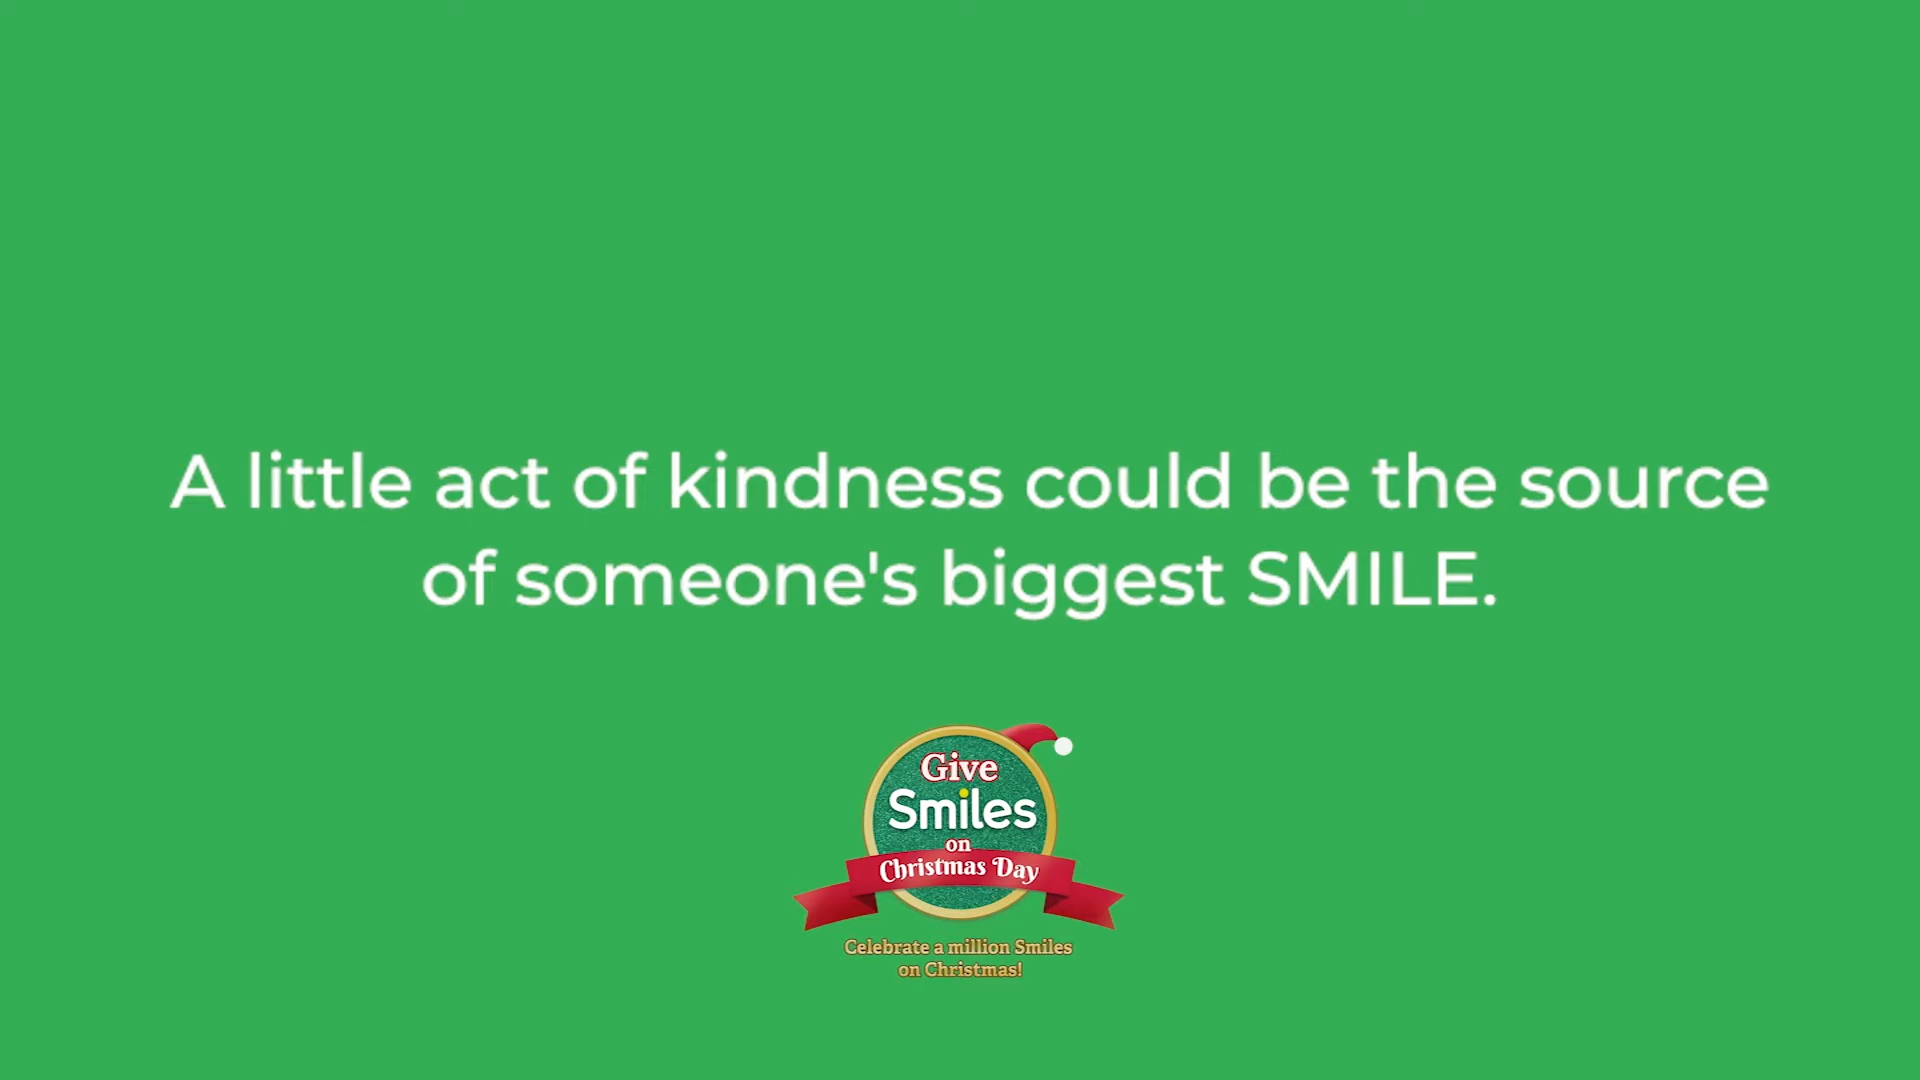 A little act of kindness could be the source
of someone's biggest SMILE.
Give
Smiles
on
Christmas Day
Celebrate a million Smiles
on Christmas!